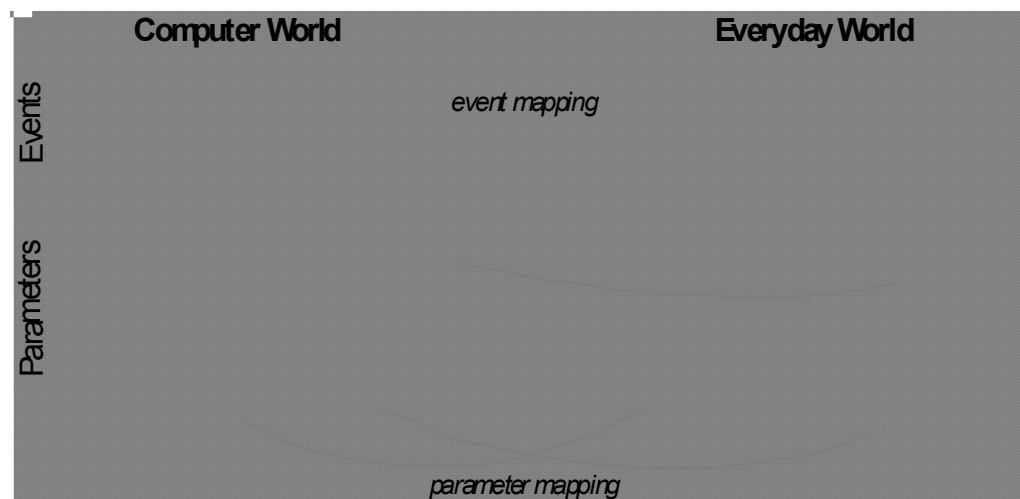 Computer World
Everyday World
Events
event mapping
Parameters
parameter mapping